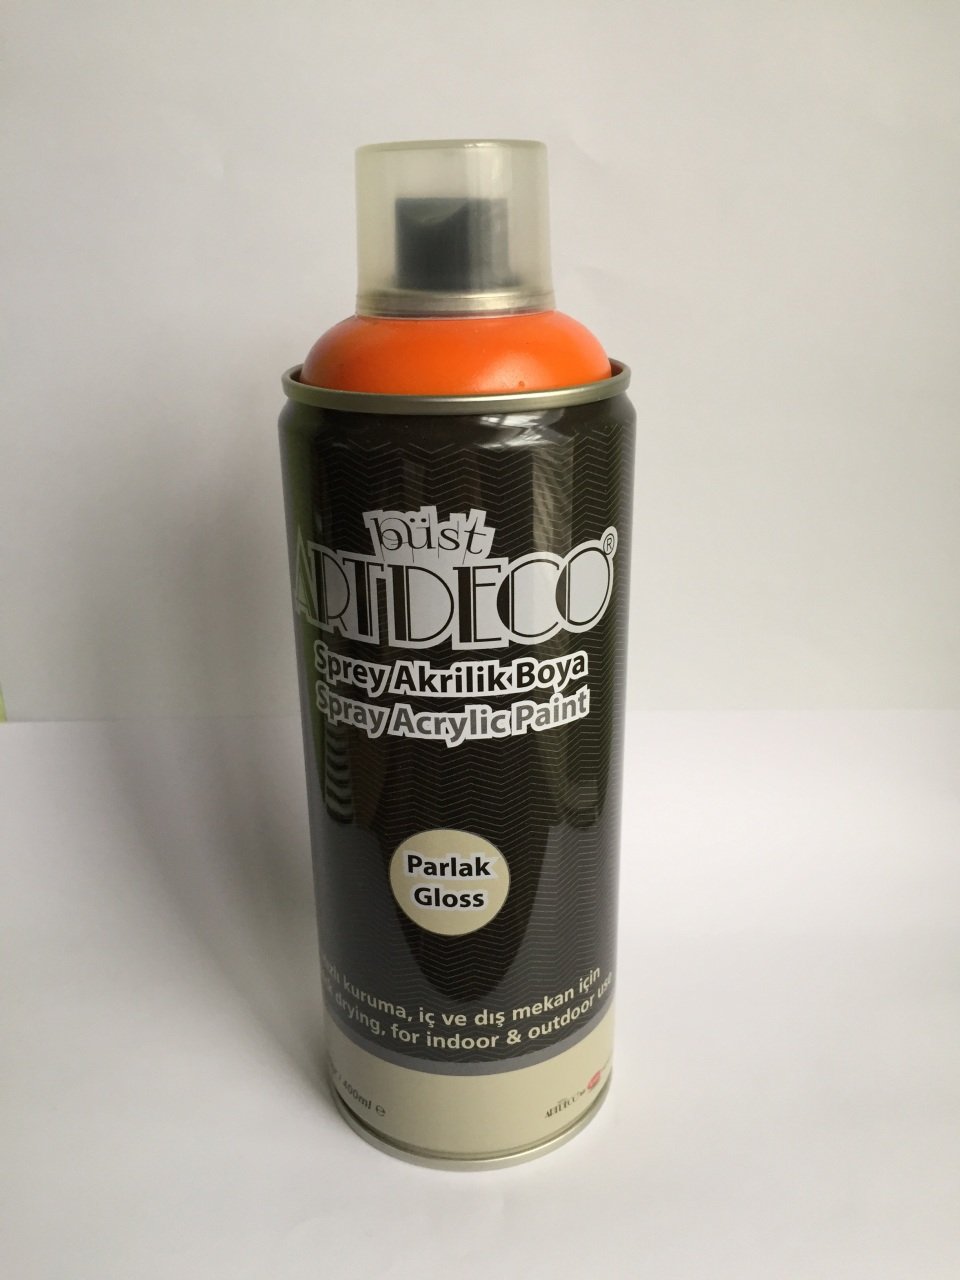 büst
ARTDECO®
Sprey Akrilik Boya
Spray Acrylic Paint
Parlak
Gloss
kuruma, iç ve dış mekan için
drying, for indoor & outdoor use
400ml ℮
ARTDECO